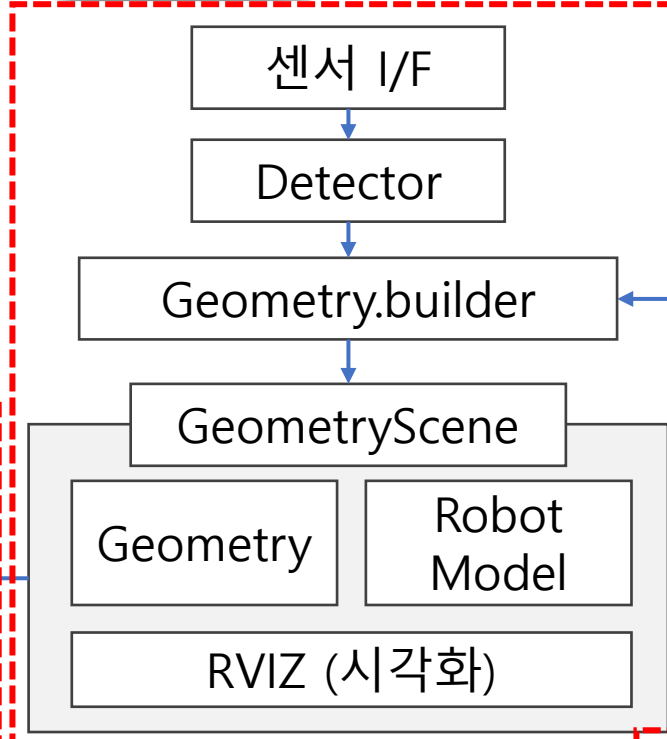 센서 I/F
Detector
Geometry.builder
GeometryScene
Geometry
Robot
Model
RVIZ (시각화)